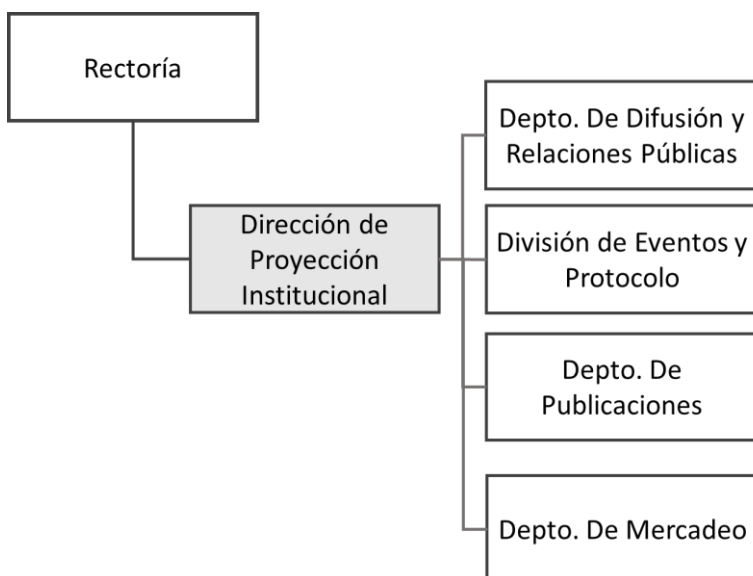 Rectoría
Depto. De Difusión y
Relaciones Públicas
Dirección de
Proyección
Institucional
División de Eventos y
Protocolo
Depto. De
Publicaciones
Depto. De Mercadeo